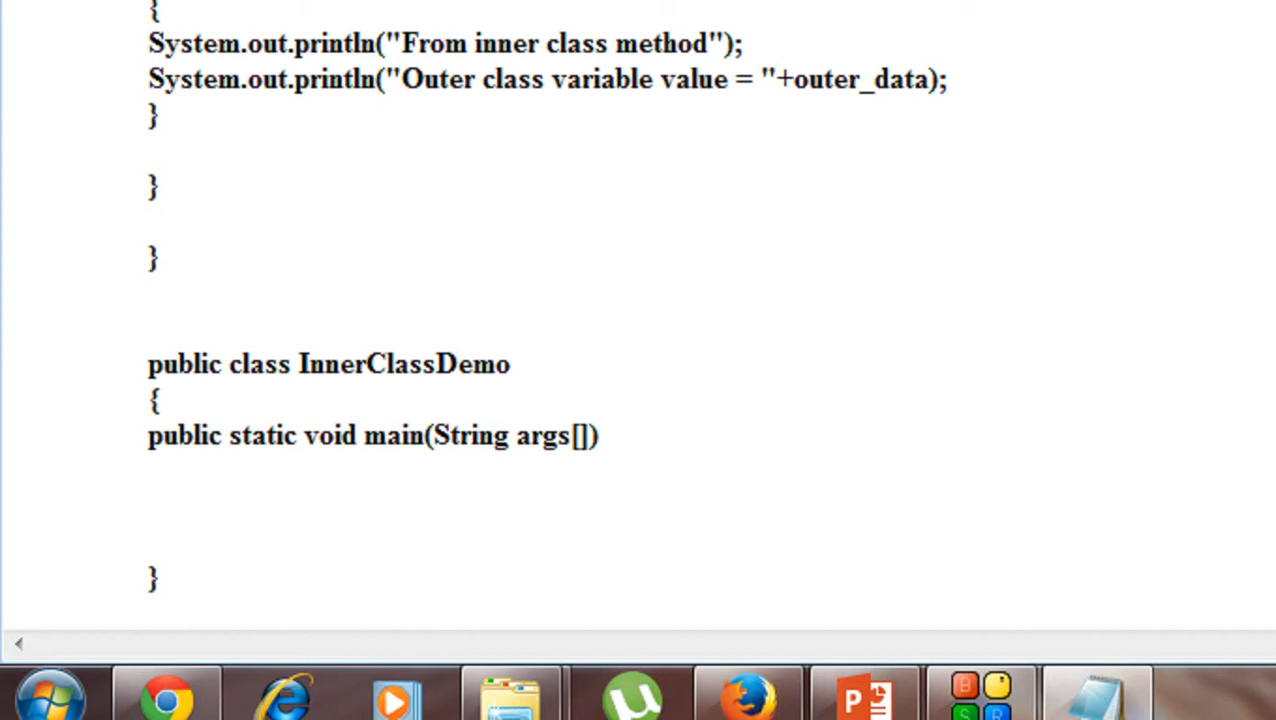 {
System.out.println("From inner class method");
System.out.println("Outer class variable value = "+outer_data);
}
}
}
public class InnerClassDemo
{
public static void main(String args[])
}